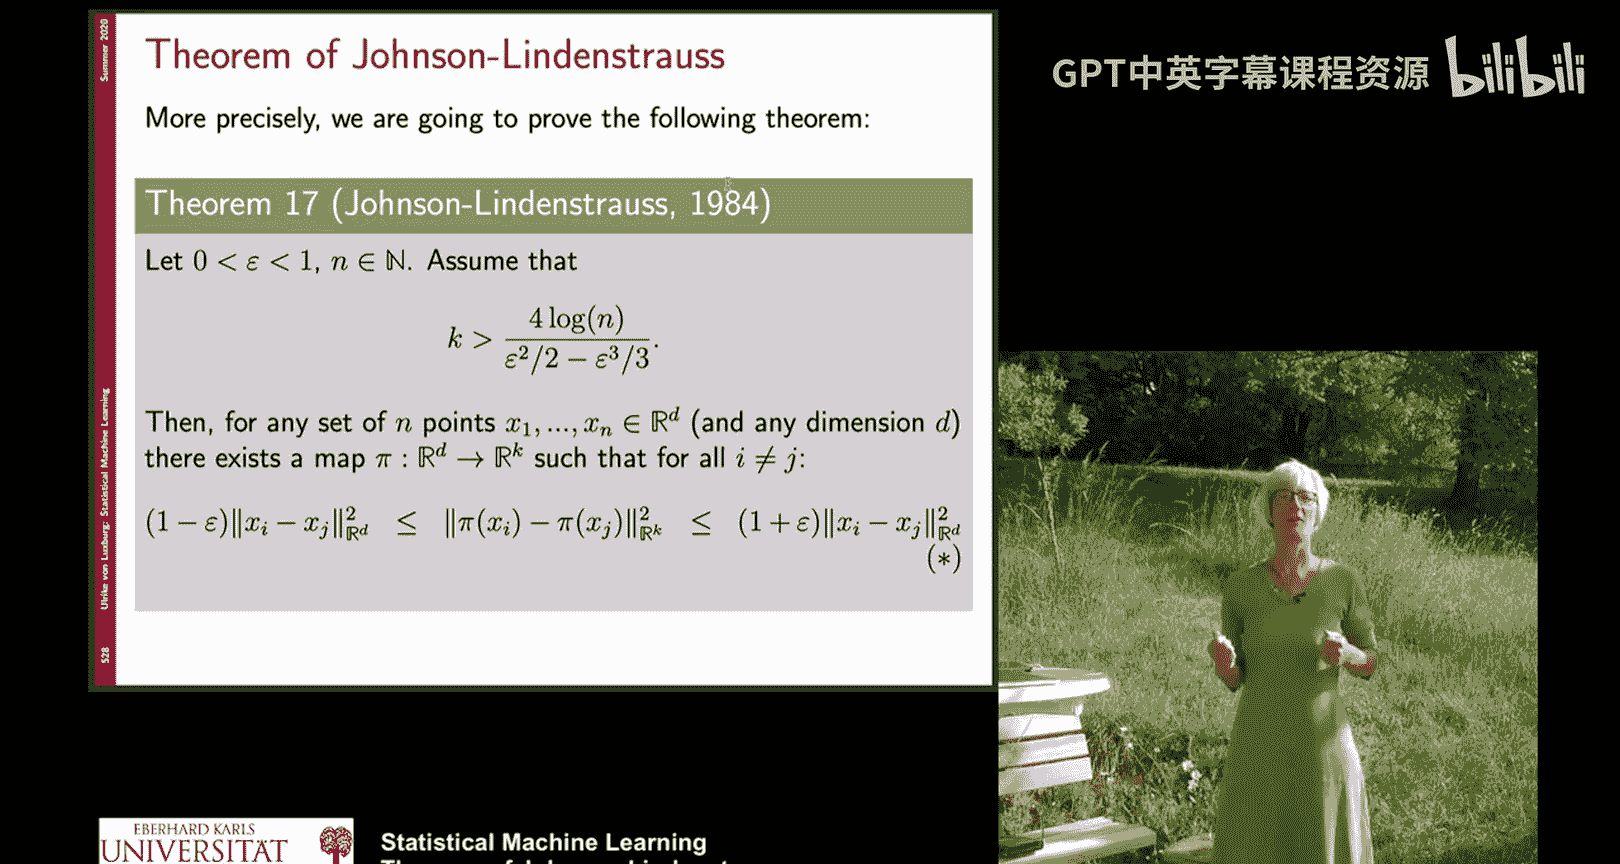 Summer 2020
Ulrike von Luxburg: Statistical Machine Learning
528
Theorem of Johnson-Lindenstrauss
More precisely, we are going to prove the following theorem:
Theorem 17 (Johnson-Lindenstrauss, 1984)
Let 0 < ε < 1, n ∈ ℕ. Assume that
k > 4 log(n) / ε²/2 − ε³/3 .
Then, for any set of n points x₁, ..., xₙ ∈ ℝᵈ (and any dimension d)
there exists a map π : ℝᵈ → ℝᵏ such that for all i ≠ j:
(1 − ε)‖xᵢ − xⱼ‖²_ℝᵈ ≤ ‖π(xᵢ) − π(xⱼ)‖²_ℝᵏ ≤ (1 + ε)‖xᵢ − xⱼ‖²_ℝᵈ
(∗)
GPT中英字幕课程资源
bilibili
EBERHARD KARLS
UNIVERSITÄT
Statistical Machine Learning